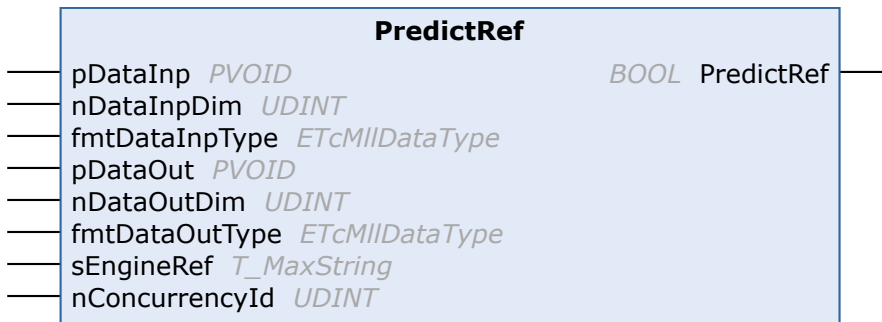 PredictRef
pDataInp PVOID BOOL PredictRef
nDataInpDim UDINT
fmtDataInpType ETcMllDataType
pDataOut PVOID
nDataOutDim UDINT
fmtDataOutType ETcMllDataType
sEngineRef T_MaxString
nConcurrencyId UDINT